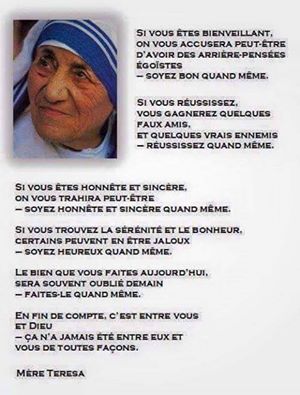 Si vous êtes bienveillant,
on vous accusera peut-être
d'avoir des arrière-pensées
égoïstes
– soyez bon quand même.
Si vous réussissez,
vous gagnerez quelques
faux amis,
et quelques vrais ennemis
– réussissez quand même.
Si vous êtes honnête et sincère,
on vous trahira peut-être
– soyez honnête et sincère quand même.
Si vous trouvez la sérénité et le bonheur,
certains peuvent en être jaloux
– soyez heureux quand même.
Le bien que vous faites aujourd'hui,
sera souvent oublié demain
– faites-le quand même.
En fin de compte, c'est entre vous
et Dieu
– ça n'a jamais été entre eux et
vous de toutes façons.
Mère Teresa